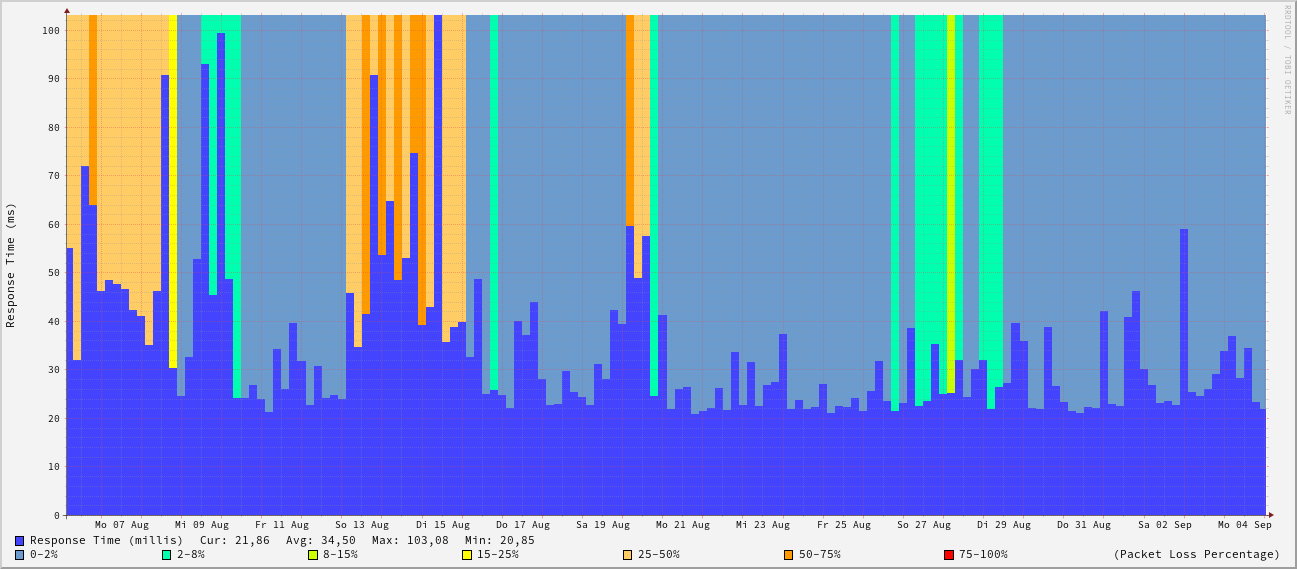 RRDTOOL / TOBI OETIKER
Response Time (ms)
100
90
80
70
60
50
40
30
20
10
0
Mo 07 Aug Mi 09 Aug Fr 11 Aug So 13 Aug Di 15 Aug Do 17 Aug Sa 19 Aug Mo 21 Aug Mi 23 Aug Fr 25 Aug So 27 Aug Di 29 Aug Do 31 Aug Sa 02 Sep Mo 04 Sep
Response Time (millis) Cur: 21,86 Avg: 34,50 Max: 103,08 Min: 20,85
0-2% 2-8% 8-15% 15-25% 25-50% 50-75% 75-100% (Packet Loss Percentage)